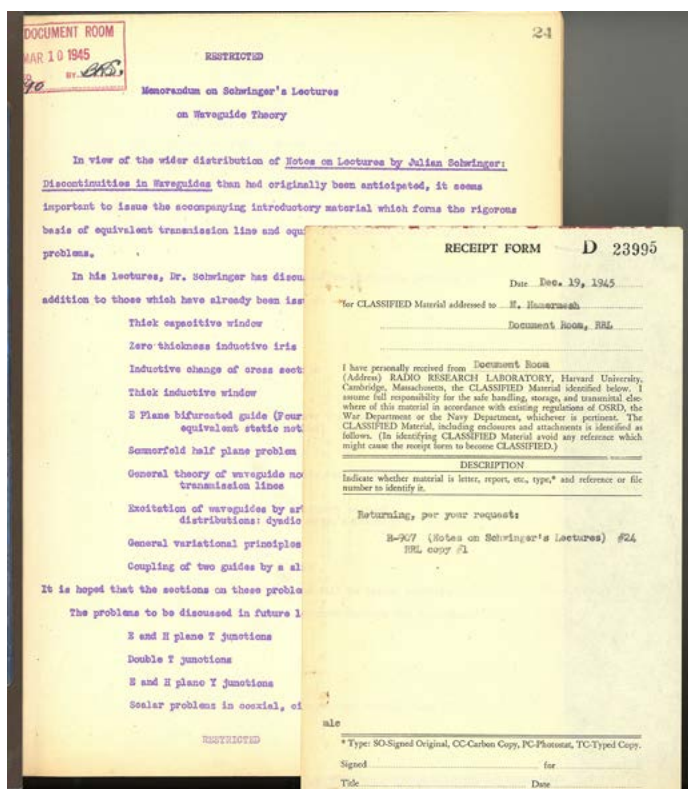 DOCUMENT ROOM
MAR 10 1945
BY.
24
RESTRICTED
Memorandum on Schwinger's Lectures
on Waveguide Theory
In view of the wider distribution of Notes on Lectures by Julian Schwinger:
Discontinuities in Waveguides than had originally been anticipated, it seems
important to issue the accompanying introductory material which forms the rigorous
basis of equivalent transmission line and equi
problems.
In his lectures, Dr. Schwinger has discu
addition to those which have already been iss
Thick capacitive window
Zero thickness inductive iris
Inductive change of cross sect
Thick inductive window
E Plane bifurcated guide (Four
equivalent static met
Sommerfeld half plane problem
General theory of waveguide mo
transmission lines
Excitation of waveguides by ar
distributions: dyadic
General variational principles
Coupling of two guides by a sl
It is hoped that the sections on these proble
The problems to be discussed in future l
E and H plane T junctions
Double T junctions
E and H plane Y junctions
Scalar problems in coaxial, ci
RESTRICTED
RECEIPT FORM D 23995
Date Dec. 19, 1945
for CLASSIFIED Material addressed to M. Hamermesh
Document Room, RRL
I have personally received from Document Room
(Address) RADIO RESEARCH LABORATORY, Harvard University,
Cambridge, Massachusetts, the CLASSIFIED Material identified below. I
assume full responsibility for the safe handling, storage, and transmittal else-
where of this material in accordance with existing regulations of OSRD, the
War Department or the Navy Department, whichever is pertinent. The
CLASSIFIED Material, including enclosures and attachments is identified as
follows. (In identifying CLASSIFIED Material avoid any reference which
might cause the receipt form to become CLASSIFIED.)
DESCRIPTION
Indicate whether material is letter, report, etc., type,* and reference or file
number to identify it.
Returning, per your request:
H-907 (Notes on Schwinger's Lectures) #24
RRL copy #1
mle
* Type: SO-Signed Original, CC-Carbon Copy, PC-Photostat, TC-Typed Copy.
Signed for
Title Date